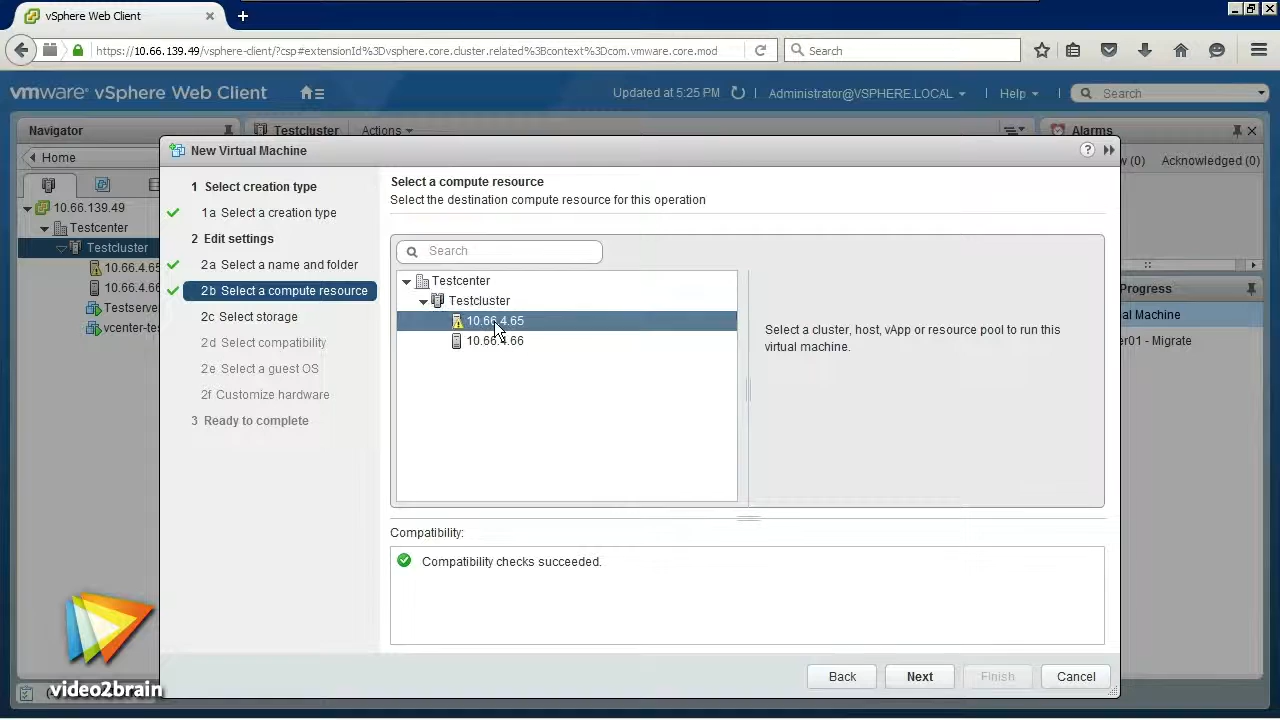 vSphere Web Client
https://10.66.139.49/vsphere-client/?csp#extensionId%3Dvsphere.core.cluster.related%3Bcontext%3Dcom.vmware.core.mod
Search
vmware® vSphere Web Client
Updated at 5:25 PM
Administrator@VSPHERE.LOCAL
Help
Search
Navigator
Testcluster
Actions
Alarms
Home
(0)
Acknowledged (0)
10.66.139.49
Testcenter
Testcluster
10.66.4.65
10.66.4.66
Progress
New Virtual Machine
1 Select creation type
1a Select a creation type
2 Edit settings
2a Select a name and folder
2b Select a compute resource
2c Select storage
2d Select compatibility
2e Select a guest OS
2f Customize hardware
3 Ready to complete
Select a compute resource
Select the destination compute resource for this operation
Search
Testcenter
Testcluster
10.66.4.65
10.66.4.66
Select a cluster, host, vApp or resource pool to run this
virtual machine.
Compatibility:
Compatibility checks succeeded.
Back
Next
Finish
Cancel
al Machine
er01 - Migrate
video2brain